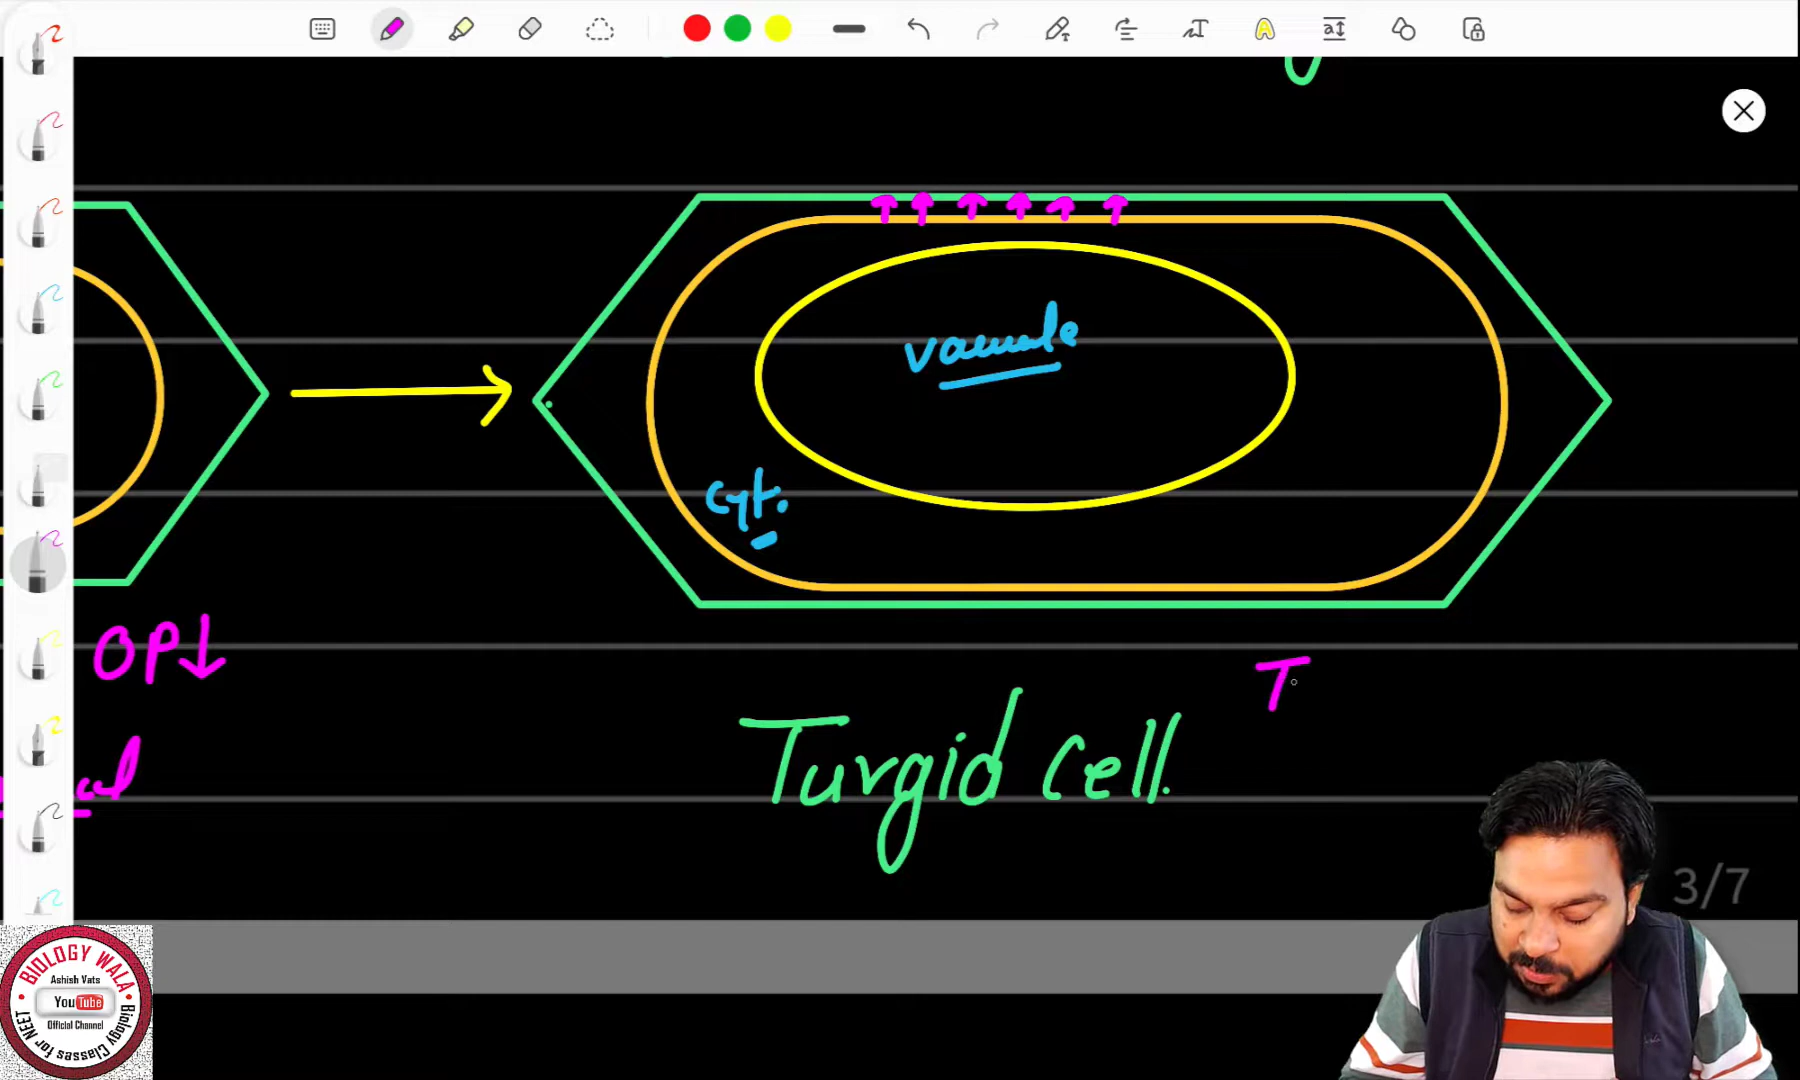 vacuole
cyt.
OP↓
T
Turgid cell.
3/7
BIOLOGY WALA
Ashish Vats
YouTube
Official Channel
Biology Classes for NEET